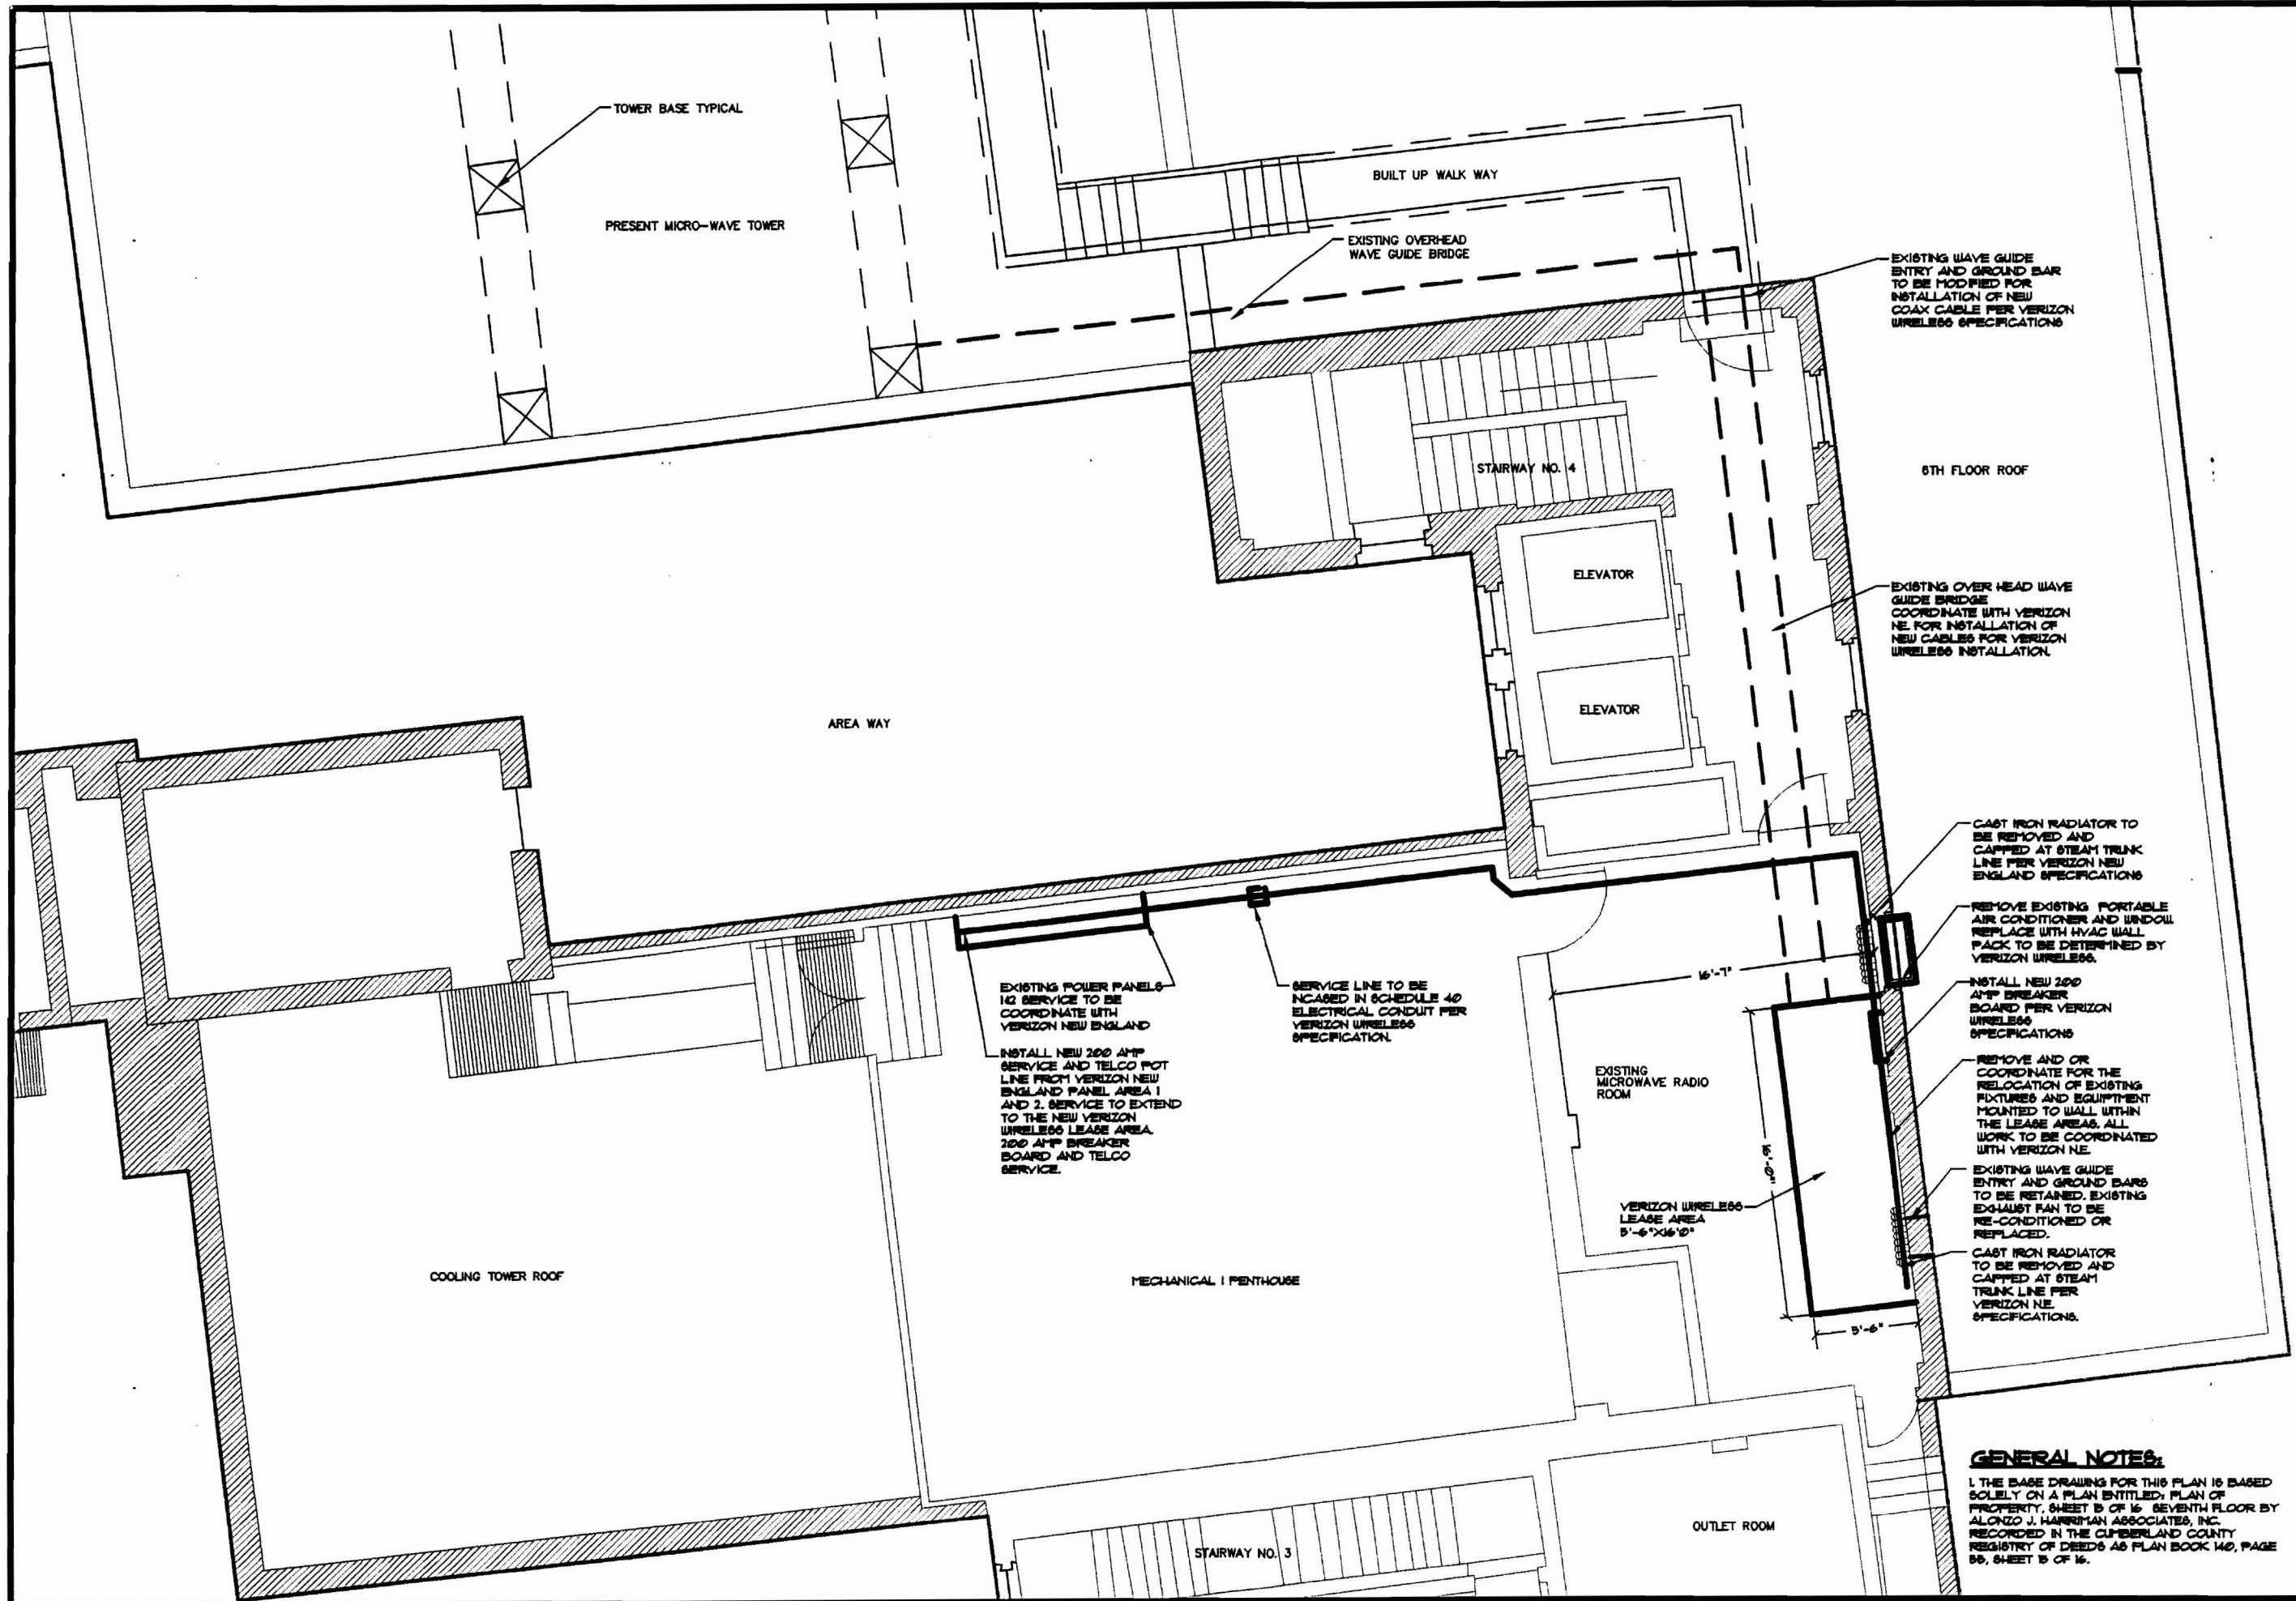 TOWER BASE TYPICAL
PRESENT MICRO-WAVE TOWER
BUILT UP WALK WAY
EXISTING OVERHEAD
WAVE GUIDE BRIDGE
EXISTING WAVE GUIDE
ENTRY AND GROUND BAR
TO BE MODIFIED FOR
INSTALLATION OF NEW
COAX CABLE PER VERIZON
WIRELESS SPECIFICATIONS
STAIRWAY NO. 4
6TH FLOOR ROOF
ELEVATOR
EXISTING OVER HEAD WAVE
GUIDE BRIDGE
COORDINATE WITH VERIZON
NE. FOR INSTALLATION OF
NEW CABLES FOR VERIZON
WIRELESS INSTALLATION.
ELEVATOR
AREA WAY
CAST IRON RADIATOR TO
BE REMOVED AND
CAPPED AT STEAM TRUNK
LINE PER VERIZON NEW
ENGLAND SPECIFICATIONS
REMOVE EXISTING PORTABLE
AIR CONDITIONER AND WINDOW.
REPLACE WITH HVAC WALL
PACK TO BE DETERMINED BY
VERIZON WIRELESS.
16'-7"
INSTALL NEW 200
AMP BREAKER
BOARD PER VERIZON
WIRELESS
SPECIFICATIONS
EXISTING POWER PANELS
1&2 SERVICE TO BE
COORDINATE WITH
VERIZON NEW ENGLAND
SERVICE LINE TO BE
INCASED IN SCHEDULE 40
ELECTRICAL CONDUIT PER
VERIZON WIRELESS
SPECIFICATION.
INSTALL NEW 200 AMP
SERVICE AND TELCO POT
LINE FROM VERIZON NEW
ENGLAND PANEL AREA 1
AND 2. SERVICE TO EXTEND
TO THE NEW VERIZON
WIRELESS LEASE AREA.
200 AMP BREAKER
BOARD AND TELCO
SERVICE.
EXISTING
MICROWAVE RADIO
ROOM
REMOVE AND OR
COORDINATE FOR THE
RELOCATION OF EXISTING
FIXTURES AND EQUIPTMENT
MOUNTED TO WALL WITHIN
THE LEASE AREAS. ALL
WORK TO BE COORDINATED
WITH VERIZON NE.
16'-0"
EXISTING WAVE GUIDE
ENTRY AND GROUND BARS
TO BE RETAINED. EXISTING
EXHAUST FAN TO BE
RE-CONDITIONED OR
REPLACED.
VERIZON WIRELESS
LEASE AREA
5'-6"X16'0"
CAST IRON RADIATOR
TO BE REMOVED AND
CAPPED AT STEAM
TRUNK LINE PER
VERIZON NE.
SPECIFICATIONS.
5'-6"
COOLING TOWER ROOF
MECHANICAL 1 PENTHOUSE
GENERAL NOTES:
1. THE BASE DRAWING FOR THIS PLAN IS BASED
SOLELY ON A PLAN ENTITLED: PLAN OF
PROPERTY, SHEET OF 16 SEVENTH FLOOR BY
ALONZO J. HARRIMAN ASSOCIATES, INC.
RECORDED IN THE CUMBERLAND COUNTY
REGISTRY OF DEEDS AS PLAN BOOK 140, PAGE
SHEET OF 16.
OUTLET ROOM
STAIRWAY NO. 3